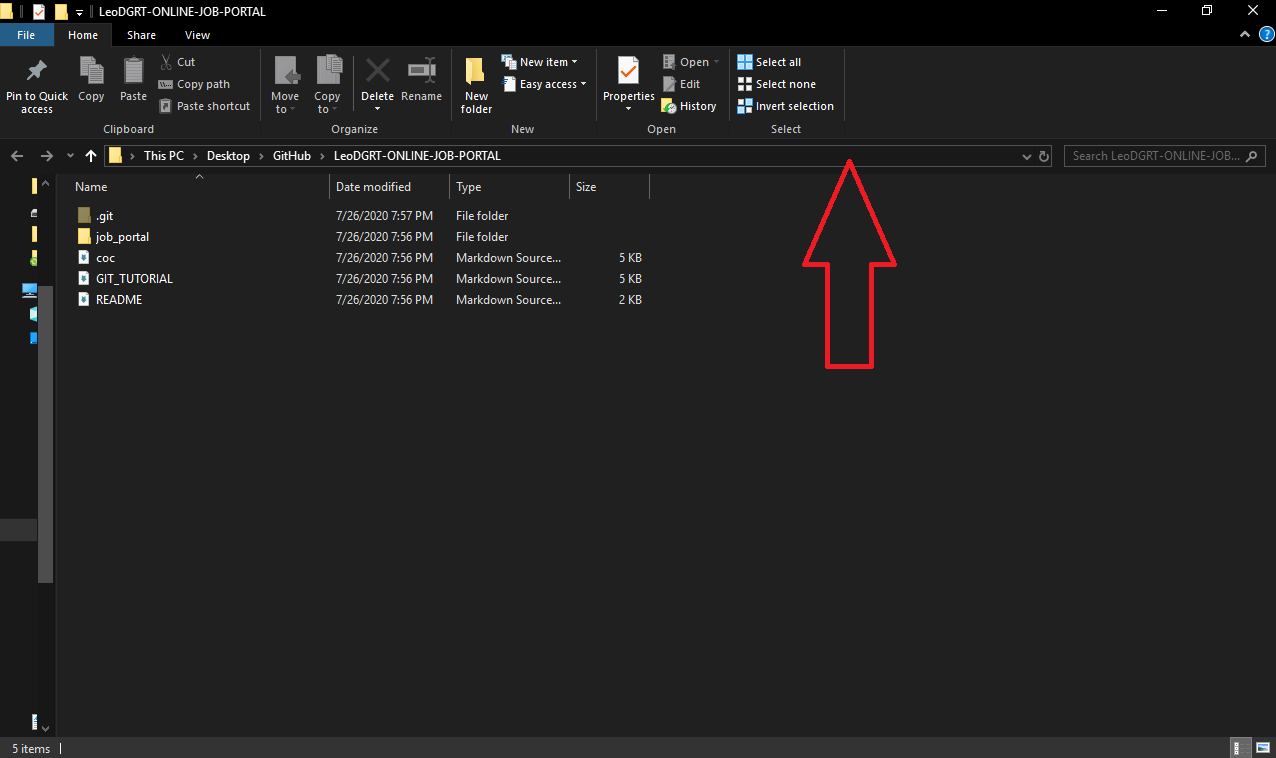 LeoDGRT-ONLINE-JOB-PORTAL
File Home Share View
Pin to Quick access
Copy
Paste
Cut
Copy path
Paste shortcut
Clipboard
Move to
Copy to
Delete
Rename
Organize
New folder
New item
Easy access
New
Properties
Open
Edit
History
Open
Select all
Select none
Invert selection
Select
This PC > Desktop > GitHub > LeoDGRT-ONLINE-JOB-PORTAL
Search LeoDGRT-ONLINE-JOB...
Name Date modified Type Size
.git 7/26/2020 7:57 PM File folder
job_portal 7/26/2020 7:56 PM File folder
coc 7/26/2020 7:56 PM Markdown Source... 5 KB
GIT_TUTORIAL 7/26/2020 7:56 PM Markdown Source... 5 KB
README 7/26/2020 7:56 PM Markdown Source... 2 KB
5 items